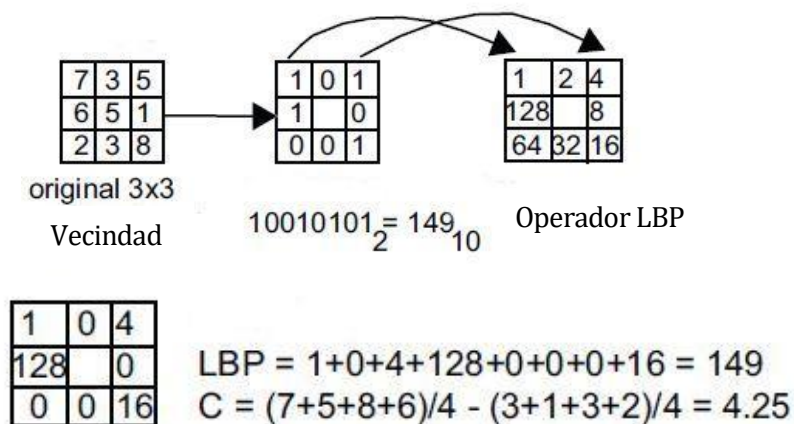 7 3 5
6 5 1
2 3 8
original 3x3
Vecindad
1 0 1
1 0
0 0 1
10010101₂= 149₁₀
1 2 4
128 8
64 32 16
Operador LBP
1 0 4
128 0
0 0 16
LBP = 1+0+4+128+0+0+0+16 = 149
C = (7+5+8+6)/4 - (3+1+3+2)/4 = 4.25